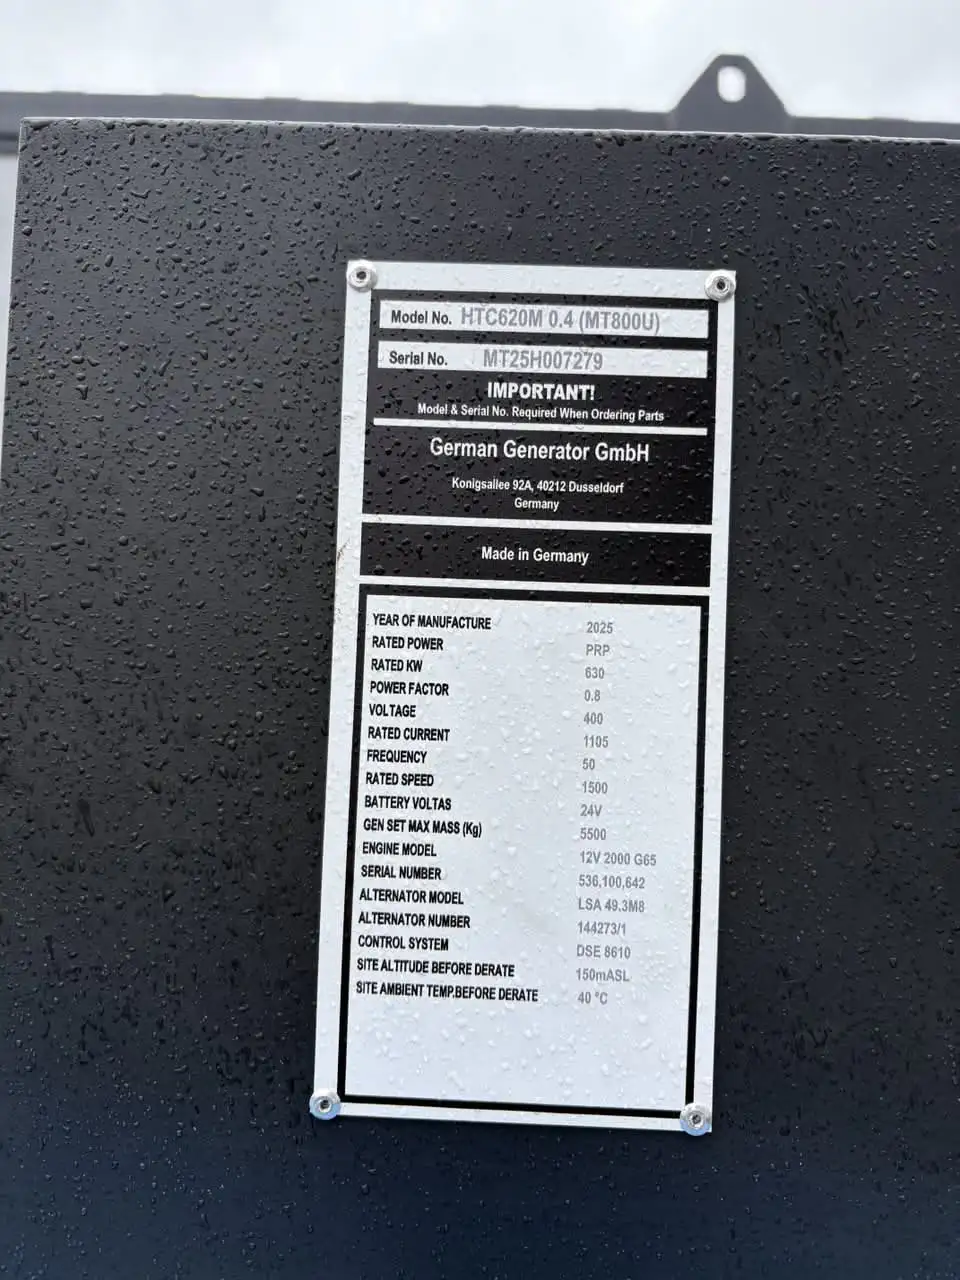 Model No. HTC620M 0.4 (MT800U)
Serial No. MT25H007279
IMPORTANT!
Model & Serial No. Required When Ordering Parts
German Generator GmbH
Konigsallee 92A, 40212 Dusseldorf
Germany
Made in Germany
YEAR OF MANUFACTURE 2025
RATED POWER PRP
RATED KW 630
POWER FACTOR 0.8
VOLTAGE 400
RATED CURRENT 1105
FREQUENCY 50
RATED SPEED 1500
BATTERY VOLTAS 24V
GEN SET MAX MASS (Kg) 5500
ENGINE MODEL 12V 2000 G65
SERIAL NUMBER 536,100,642
ALTERNATOR MODEL LSA 49.3M8
ALTERNATOR NUMBER 144273/1
CONTROL SYSTEM DSE 8610
SITE ALTITUDE BEFORE DERATE 150mASL
SITE AMBIENT TEMP.BEFORE DERATE 40 °C